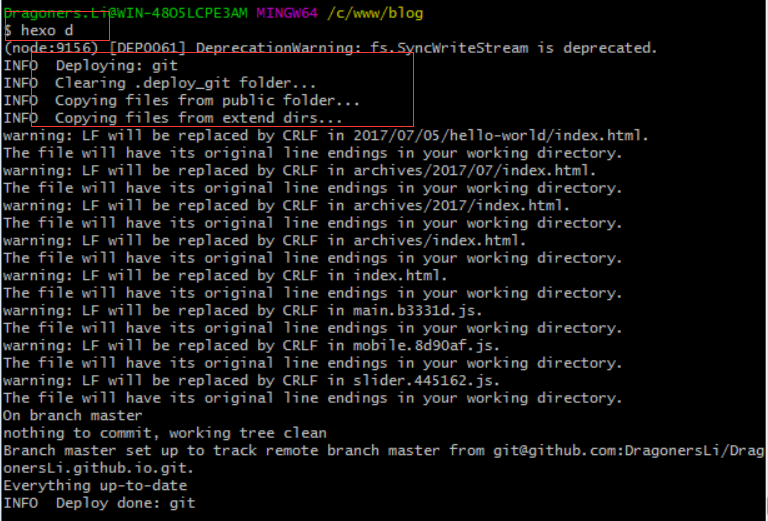 Dragoners.Li@WIN-48O5LCPE3AM MINGW64 /c/www/blog
$ hexo d
(node:9156) [DEP0061] DeprecationWarning: fs.SyncWriteStream is deprecated.
INFO  Deploying: git
INFO  Clearing .deploy_git folder...
INFO  Copying files from public folder...
INFO  Copying files from extend dirs...
warning: LF will be replaced by CRLF in 2017/07/05/hello-world/index.html.
The file will have its original line endings in your working directory.
warning: LF will be replaced by CRLF in archives/2017/07/index.html.
The file will have its original line endings in your working directory.
warning: LF will be replaced by CRLF in archives/2017/index.html.
The file will have its original line endings in your working directory.
warning: LF will be replaced by CRLF in archives/index.html.
The file will have its original line endings in your working directory.
warning: LF will be replaced by CRLF in index.html.
The file will have its original line endings in your working directory.
warning: LF will be replaced by CRLF in main.b3331d.js.
The file will have its original line endings in your working directory.
warning: LF will be replaced by CRLF in mobile.8d90af.js.
The file will have its original line endings in your working directory.
warning: LF will be replaced by CRLF in slider.445162.js.
The file will have its original line endings in your working directory.
On branch master
nothing to commit, working tree clean
Branch master set up to track remote branch master from git@github.com:DragonersLi/Drag
onersLi.github.io.git.
Everything up-to-date
INFO  Deploy done: git